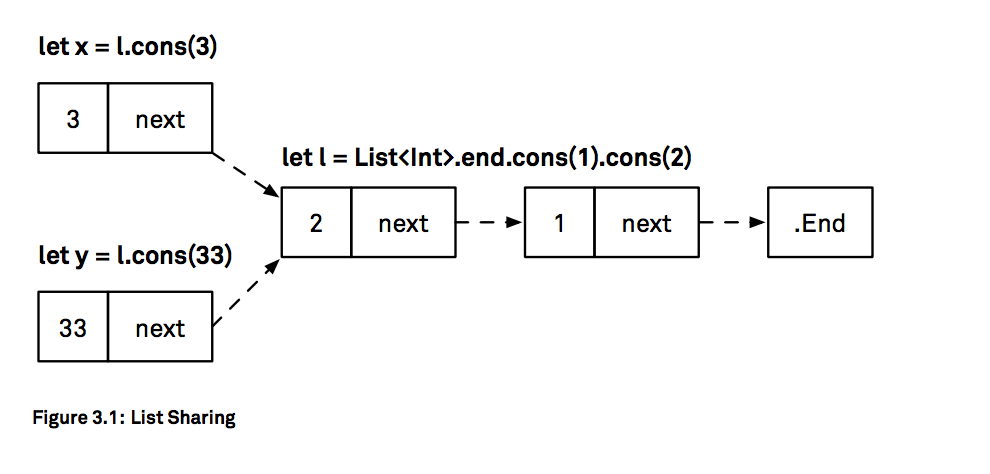 let x = l.cons(3)
3 next
let l = List<Int>.end.cons(1).cons(2)
2 next 1 next .End
let y = l.cons(33)
33 next
Figure 3.1: List Sharing